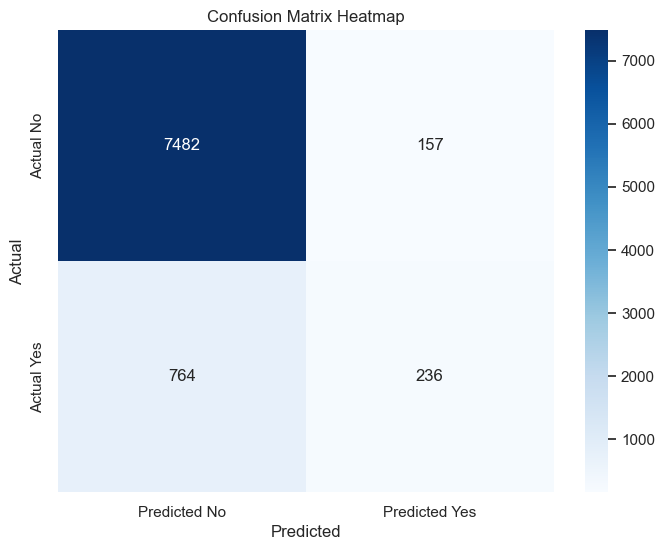 Confusion Matrix Heatmap
Actual
Actual No
7482
157
Actual Yes
764
236
Predicted No
Predicted Yes
Predicted
7000
6000
5000
4000
3000
2000
1000